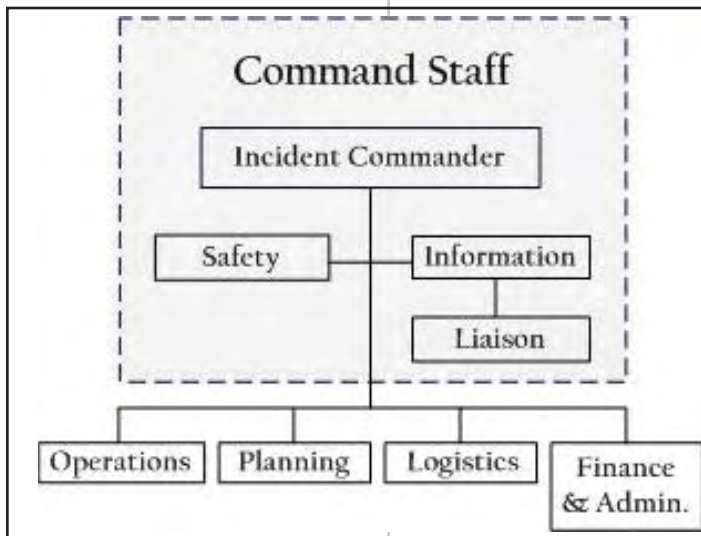 Command Staff
Incident Commander
Safety
Information
Liaison
Operations
Planning
Logistics
Finance
& Admin.